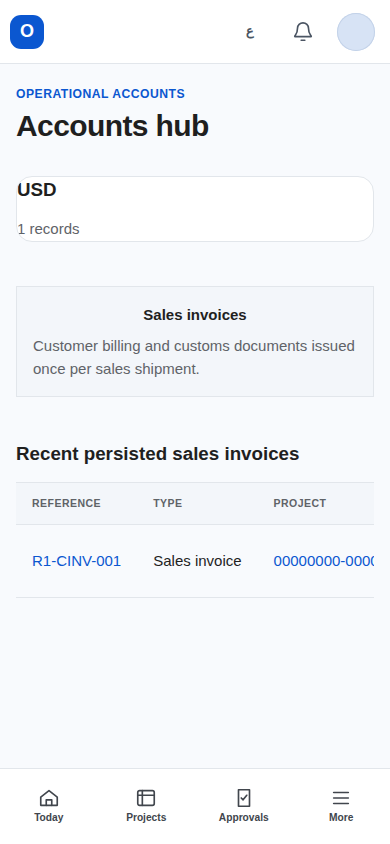 O
ع
OPERATIONAL ACCOUNTS
Accounts hub
USD
1 records
Sales invoices
Customer billing and customs documents issued
once per sales shipment.
Recent persisted sales invoices
REFERENCE TYPE PROJECT
R1-CINV-001 Sales invoice 00000000-0000
Today Projects Approvals More